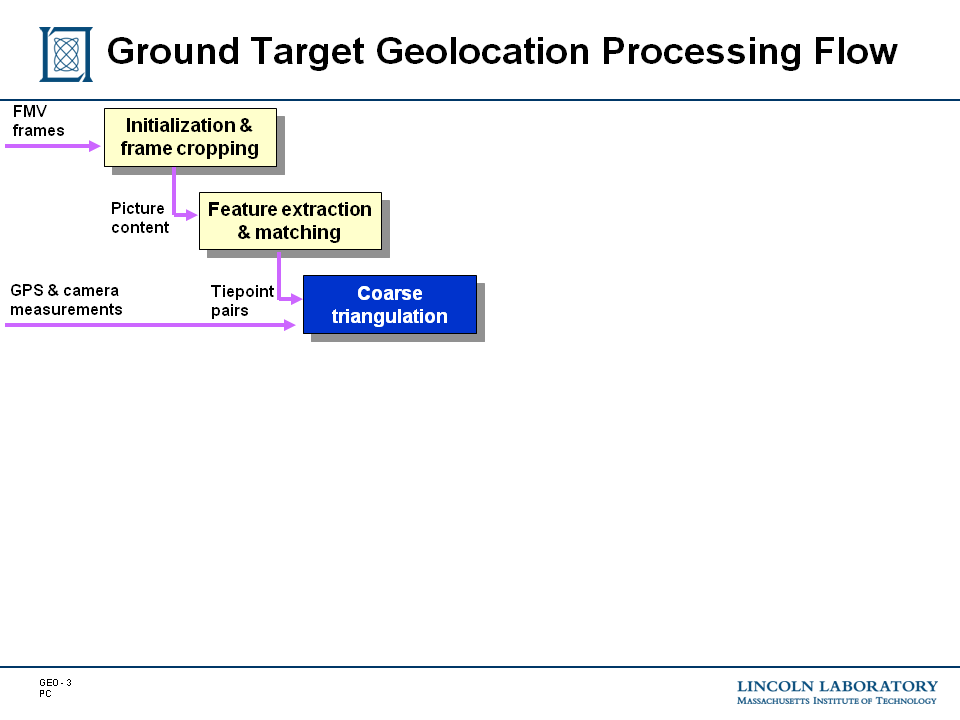 Ground Target Geolocation Processing Flow
FMV
frames
Initialization &
frame cropping
Picture
content
Feature extraction
& matching
GPS & camera
measurements
Tiepoint
pairs
Coarse
triangulation
GEO - 3
PC
LINCOLN LABORATORY
MASSACHUSETTS INSTITUTE OF TECHNOLOGY